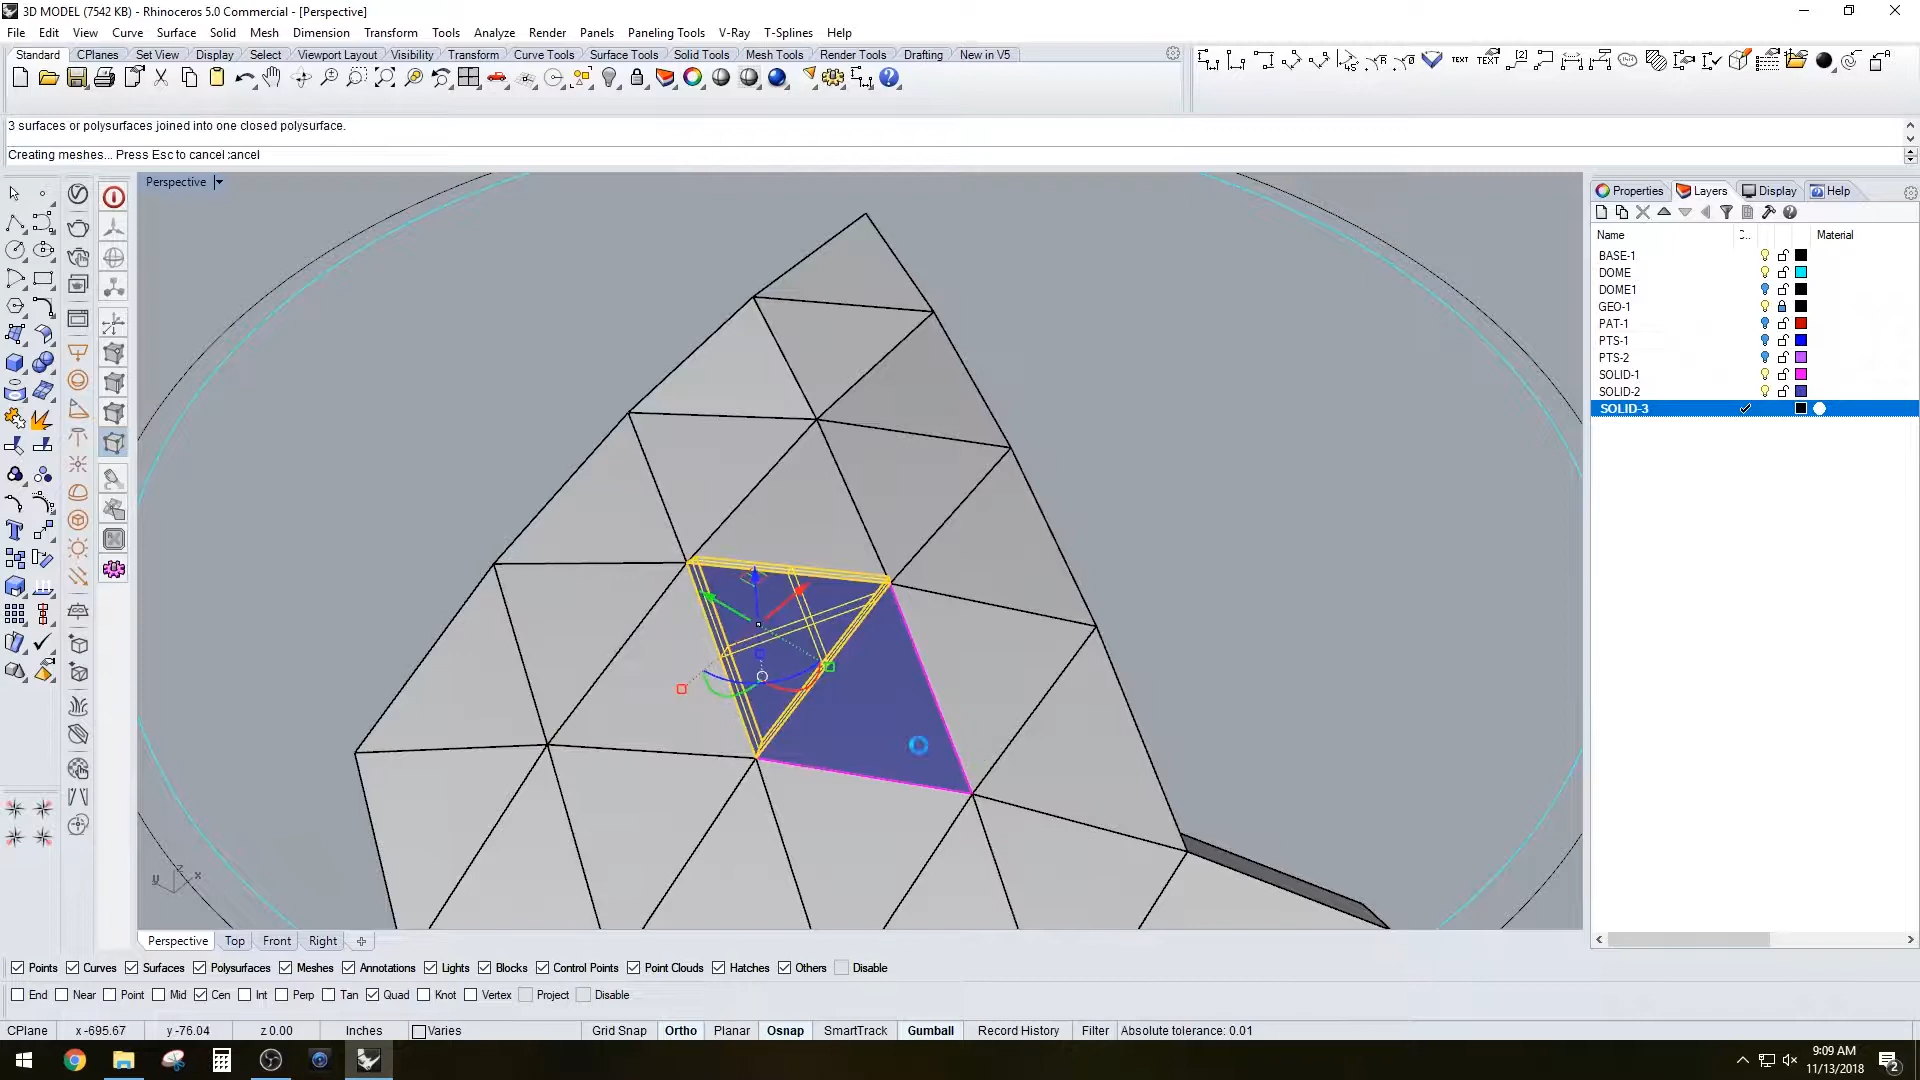 3D MODEL (7542 KB) - Rhinoceros 5.0 Commercial - [Perspective]
File Edit View Curve Surface Solid Mesh Dimension Transform Tools Analyze Render Panels Paneling Tools V-Ray T-Splines Help
Standard CPlanes Set View Display Select Viewport Layout Visibility Transform Curve Tools Surface Tools Solid Tools Mesh Tools Render Tools Drafting New in V5
TEXT TEXT
3 surfaces or polysurfaces joined into one closed polysurface.
Creating meshes... Press Esc to cancel :ancel
Perspective
Properties Layers Display Help
Name C.. Material
BASE-1
DOME
DOME1
GEO-1
PAT-1
PTS-1
PTS-2
SOLID-1
SOLID-2
SOLID-3
z
y x
Perspective Top Front Right
Points Curves Surfaces Polysurfaces Meshes Annotations Lights Blocks Control Points Point Clouds Hatches Others Disable
End Near Point Mid Cen Int Perp Tan Quad Knot Vertex Project Disable
CPlane x -695.67 y -76.04 z 0.00 Inches Varies Grid Snap Ortho Planar Osnap SmartTrack Gumball Record History Filter Absolute tolerance: 0.01
9:09 AM
11/13/2018
2